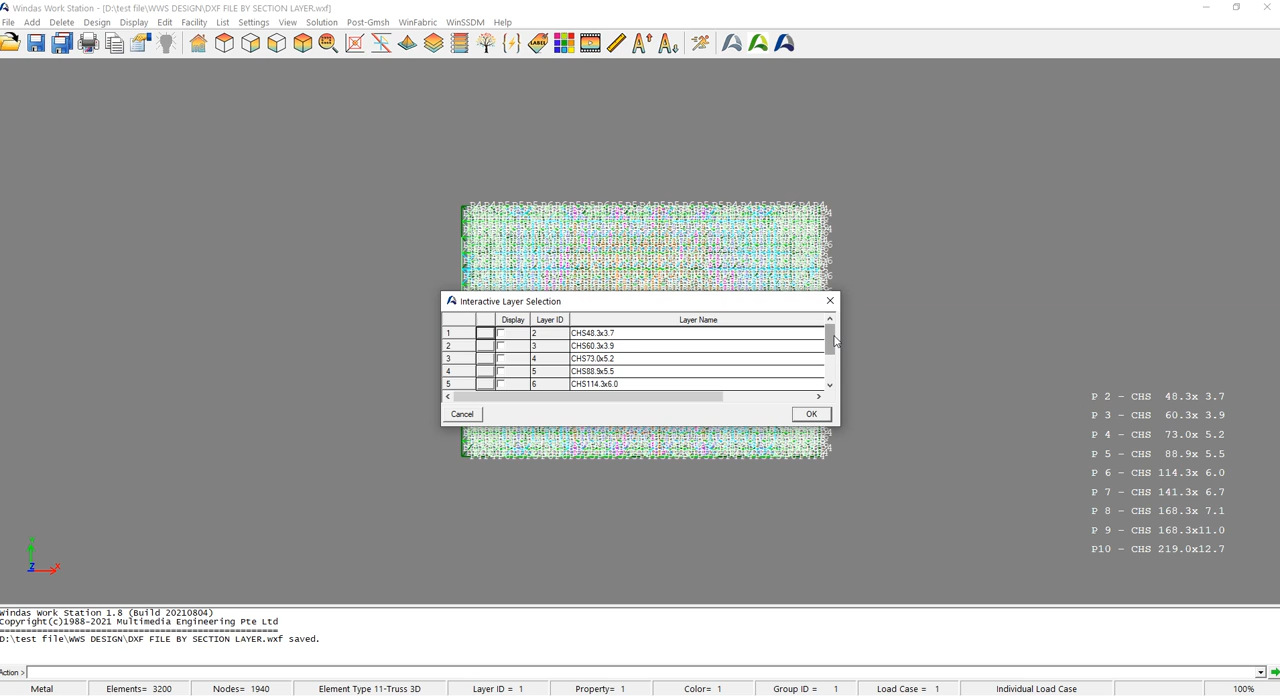 Windas Work Station - [D:\test file\WWS DESIGN\DXF FILE BY SECTION LAYER.wxf]
File Add Delete Design Display Edit Facility List Settings View Solution Post-Gmsh WinFabric WinSSDM Help
LABEL
Interactive Layer Selection
Display Layer ID Layer Name
1 2 CHS48.3x3.7
2 3 CHS60.3x3.9
3 4 CHS73.0x5.2
4 5 CHS88.9x5.5
5 6 CHS114.3x6.0
Cancel OK
P 2 - CHS 48.3x 3.7
P 3 - CHS 60.3x 3.9
P 4 - CHS 73.0x 5.2
P 5 - CHS 88.9x 5.5
P 6 - CHS 114.3x 6.0
P 7 - CHS 141.3x 6.7
P 8 - CHS 168.3x 7.1
P 9 - CHS 168.3x11.0
P10 - CHS 219.0x12.7
Z X
Windas Work Station 1.8 (Build 20210804)
Copyright(c)1988-2021 Multimedia Engineering Pte Ltd
D:\test file\WWS DESIGN\DXF FILE BY SECTION LAYER.wxf saved.
Action >
Metal Elements= 3200 Nodes= 1940 Element Type 11-Truss 3D Layer ID = 1 Property= 1 Color= 1 Group ID = 1 Load Case = 1 Individual Load Case 100%